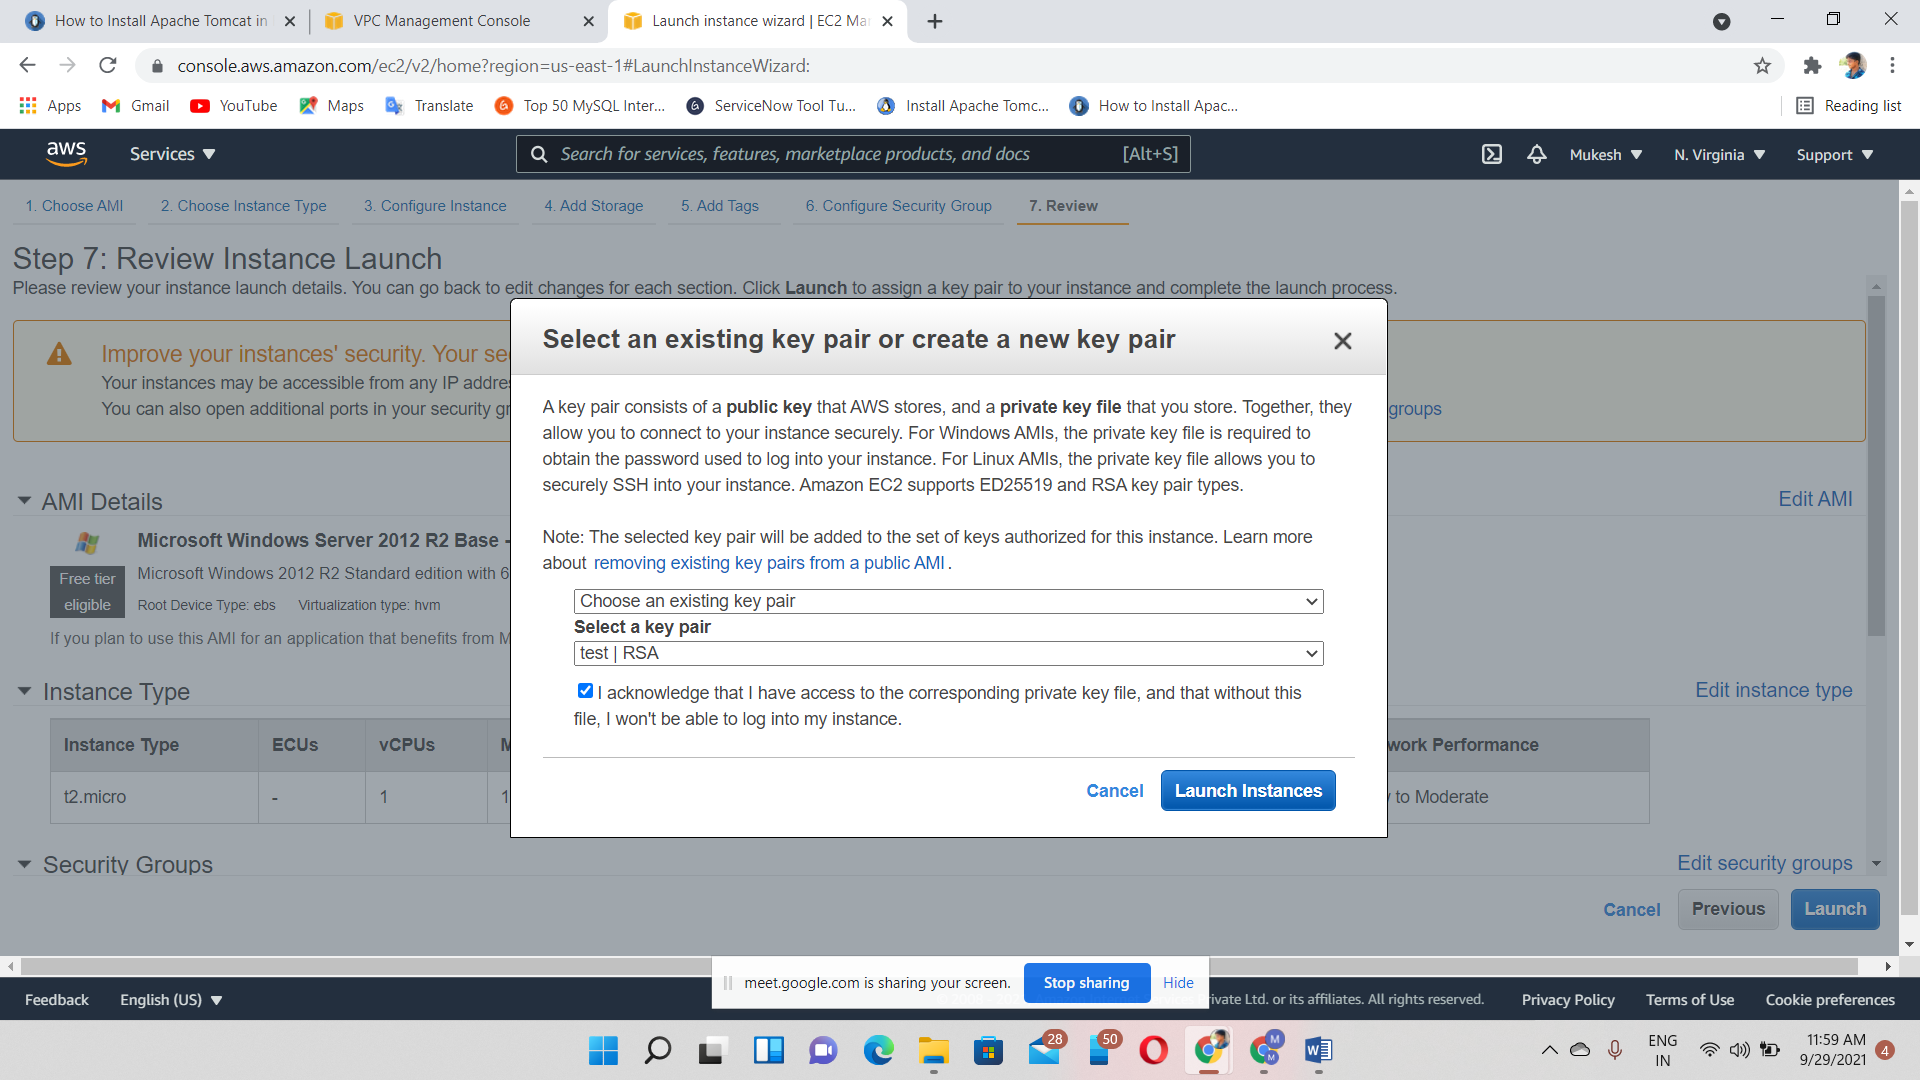 How to Install Apache Tomcat in
VPC Management Console
Launch instance wizard | EC2 Ma
console.aws.amazon.com/ec2/v2/home?region=us-east-1#LaunchInstanceWizard:
Apps
Gmail
YouTube
Maps
Translate
Top 50 MySQL Inter...
ServiceNow Tool Tu...
Install Apache Tomc...
How to Install Apac...
Reading list
aws
Services
Search for services, features, marketplace products, and docs
[Alt+S]
Mukesh
N. Virginia
Support
1. Choose AMI
2. Choose Instance Type
3. Configure Instance
4. Add Storage
5. Add Tags
6. Configure Security Group
7. Review
Step 7: Review Instance Launch
Please review your instance launch details. You can go back to edit changes for each section. Click Launch to assign a key pair to your instance and complete the launch process.
Improve your instances' security. Your se
Your instances may be accessible from any IP addre
You can also open additional ports in your security gr
groups
AMI Details
Edit AMI
Microsoft Windows Server 2012 R2 Base -
Free tier
eligible
Microsoft Windows 2012 R2 Standard edition with 6
Root Device Type: ebs
Virtualization type: hvm
If you plan to use this AMI for an application that benefits from M
Instance Type
Edit instance type
Instance Type
ECUs
vCPUs
M
work Performance
t2.micro
-
1
1
to Moderate
Security Groups
Edit security groups
Cancel
Previous
Launch
Select an existing key pair or create a new key pair
A key pair consists of a public key that AWS stores, and a private key file that you store. Together, they
allow you to connect to your instance securely. For Windows AMIs, the private key file is required to
obtain the password used to log into your instance. For Linux AMIs, the private key file allows you to
securely SSH into your instance. Amazon EC2 supports ED25519 and RSA key pair types.
Note: The selected key pair will be added to the set of keys authorized for this instance. Learn more
about removing existing key pairs from a public AMI .
Choose an existing key pair
Select a key pair
test | RSA
I acknowledge that I have access to the corresponding private key file, and that without this
file, I won't be able to log into my instance.
Cancel
Launch Instances
meet.google.com is sharing your screen.
Stop sharing
Hide
Feedback
English (US)
rivate Ltd. or its affiliates. All rights reserved.
Privacy Policy
Terms of Use
Cookie preferences
28
50
M
M
ENG
IN
11:59 AM
9/29/2021
4